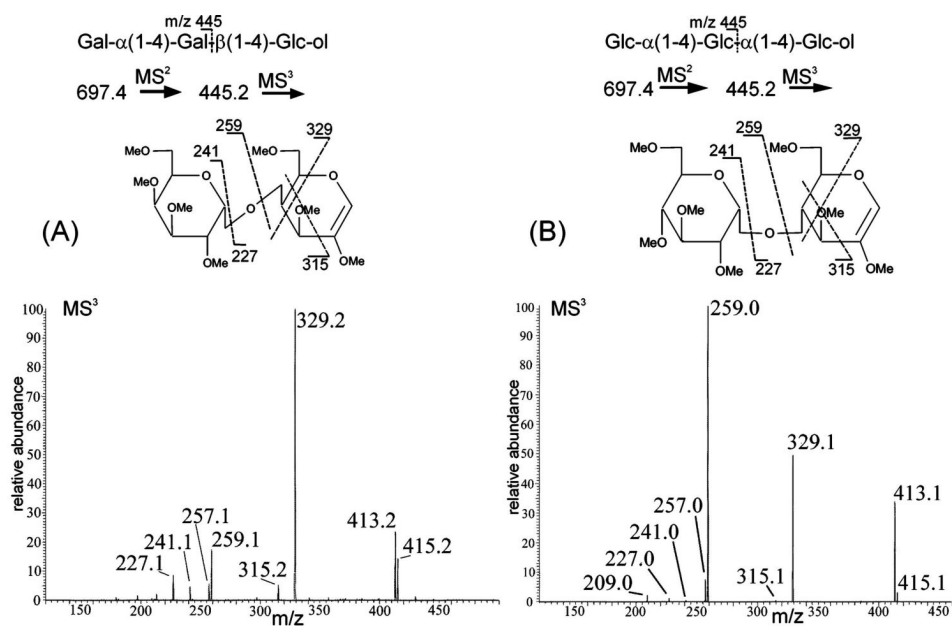 m/z 445
Gal-α(1-4)-Gal-β(1-4)-Glc-ol
MS²
697.4 445.2 MS³
259 329
241
MeO MeO
MeO OMe
MeO
OMe
227 315
OMe
(A)
MS³
100
90
80
70
60
50
40
30
20
10
0
relative abundance
329.2
413.2
415.2
257.1
241.1 259.1
227.1
315.2
150 200 250 300 350 400 450
m/z
m/z 445
Glc-α(1-4)-Glc-α(1-4)-Glc-ol
MS²
697.4 445.2 MS³
259 329
241
MeO MeO
OMe OMe
MeO
MeO
OMe
227 315
OMe
(B)
MS³
100
90
80
70
60
50
40
30
20
10
0
relative abundance
259.0
329.1
413.1
257.0
241.0
227.0
209.0
315.1
415.1
150 200 250 300 350 400 450
m/z